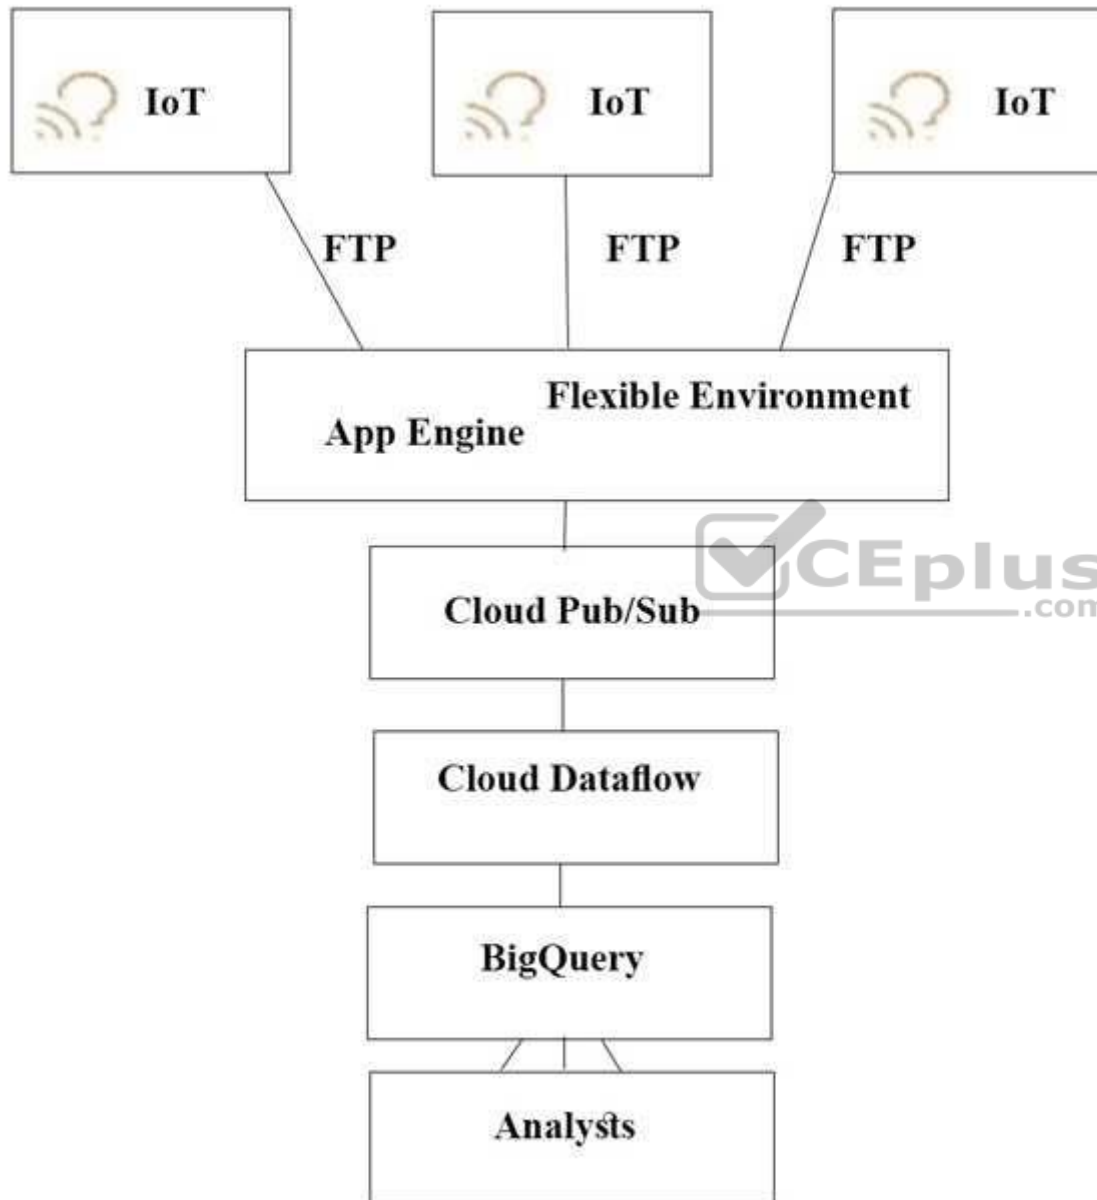 IoT
IoT
IoT
FTP
FTP
FTP
Flexible Environment
App Engine
CEplus
.com
Cloud Pub/Sub
Cloud Dataflow
BigQuery
Analysts